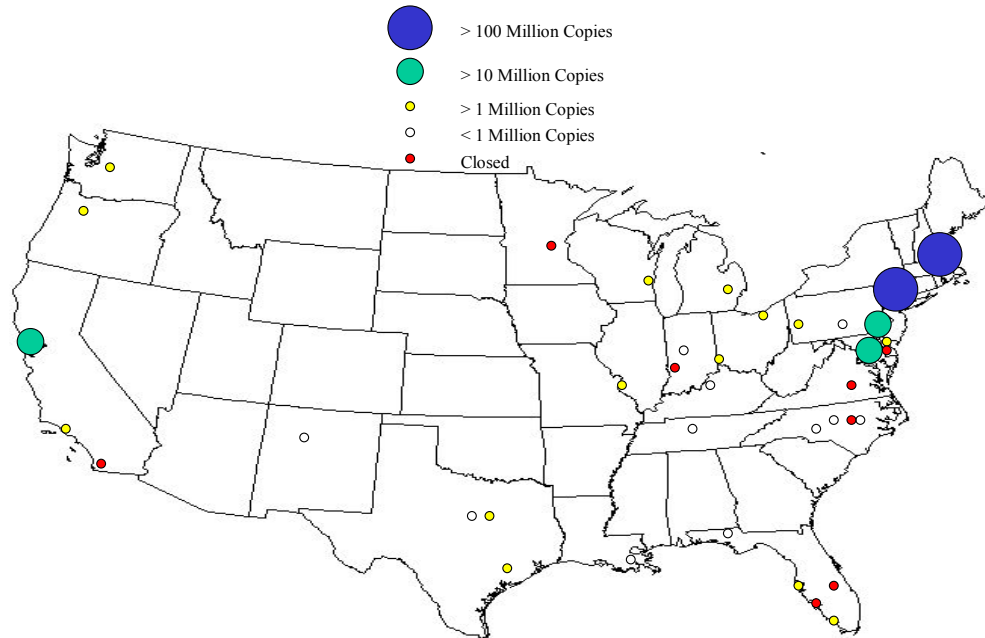 > 100 Million Copies
> 10 Million Copies
> 1 Million Copies
< 1 Million Copies
Closed